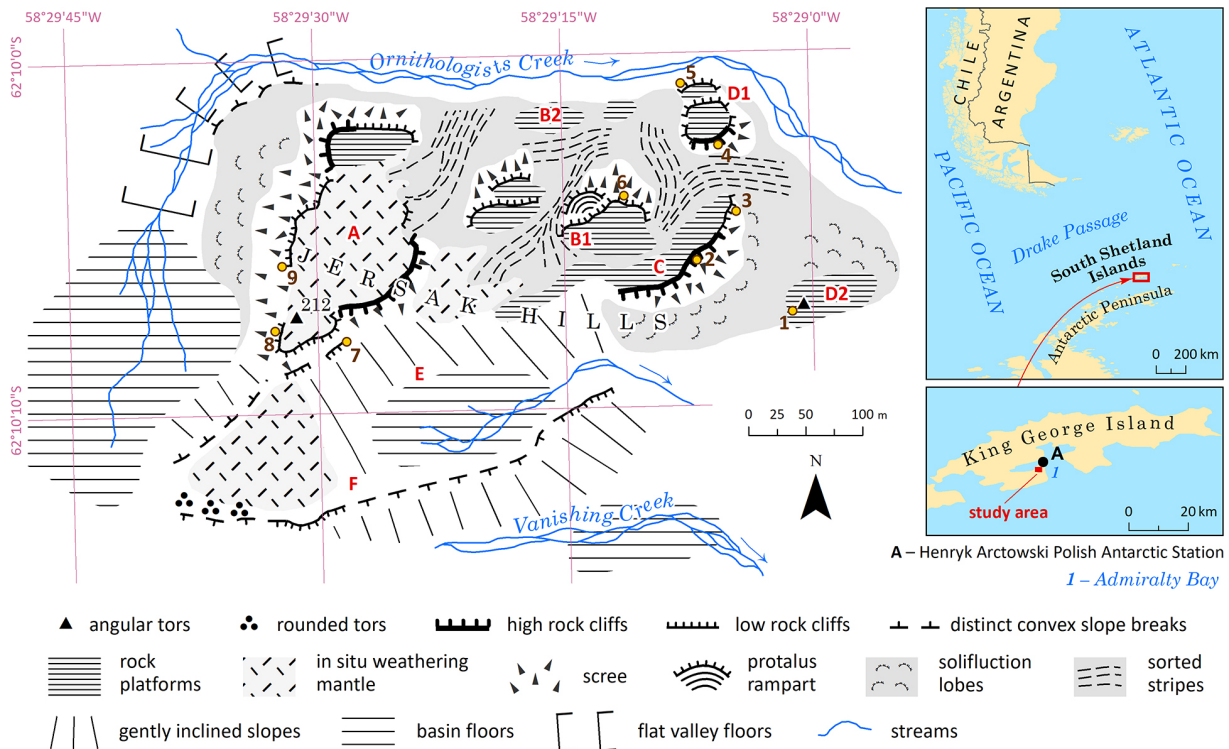 58°29'45"W
58°29'30"W
58°29'15"W
58°29'0"W
62°10'0"S
62°10'10"S
Ornithologists Creek
5
D1
B2
4
6
3
A
B1
JERSAK HILLS
C
2
9
212
D2
1
8
7
E
F
0 25 50 100 m
N
Vanishing Creek
CHILE
ARGENTINA
ATLANTIC OCEAN
PACIFIC OCEAN
Drake Passage
South Shetland
Islands
Antarctic Peninsula
0 200 km
King George Island
A
1
study area
0 20 km
A – Henryk Arctowski Polish Antarctic Station
1 – Admiralty Bay
angular tors
rounded tors
high rock cliffs
low rock cliffs
distinct convex slope breaks
rock
platforms
in situ weathering
mantle
scree
protalus
rampart
solifluction
lobes
sorted
stripes
gently inclined slopes
basin floors
flat valley floors
streams